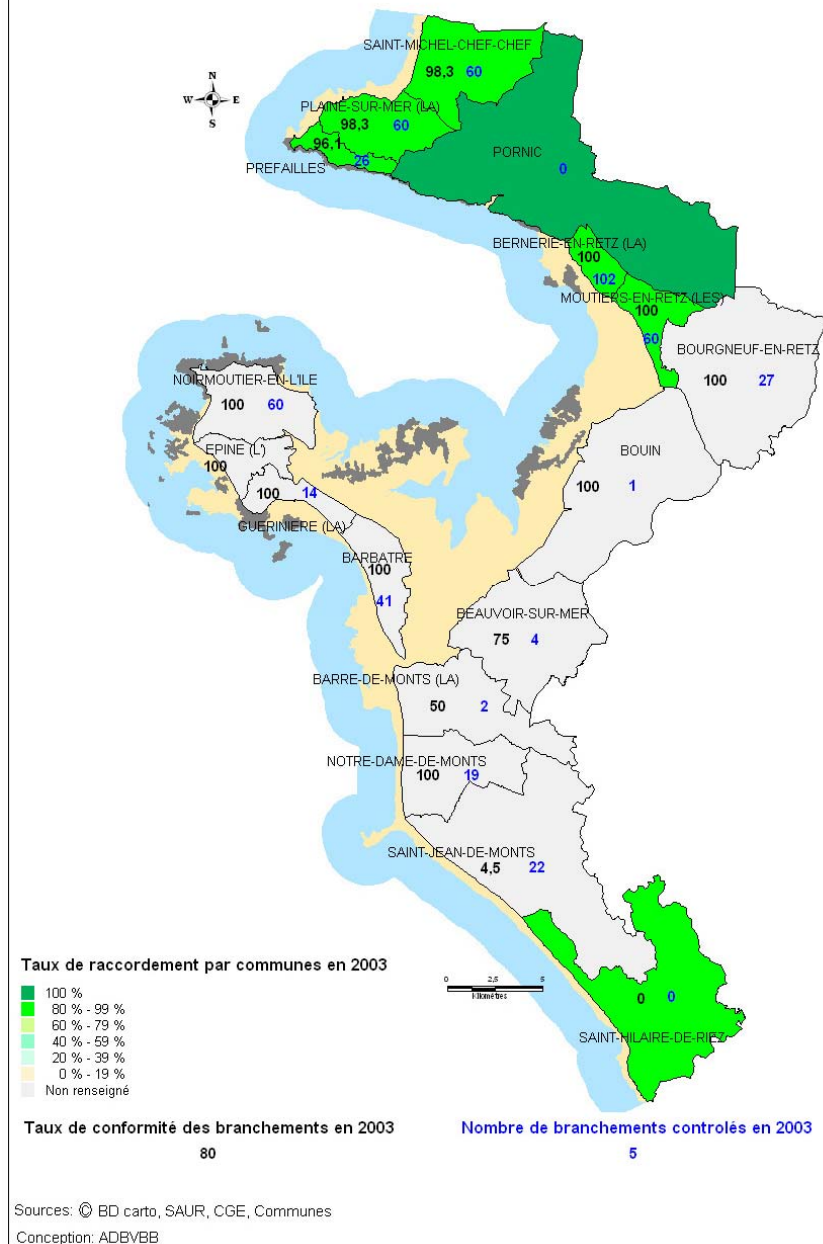 SAINT-MICHEL-CHEF-CHEF
98,3 60
N
W E
S
PLAINE-SUR-MER (LA)
98,3 60
96,1
26
PREFAILLES
PORNIC
0
BERNERIE-EN-RETZ (LA)
100
102
MOUTIERS-EN-RETZ (LES)
100
60
BOURGNEUF-EN-RETZ
100 27
NOIRMOUTIER-EN-L'ILE
100 60
EPINE (L')
100
100 14
GUERINIERE (LA)
BOUIN
100 1
BARBATRE
100
41
BEAUVOIR-SUR-MER
75 4
BARRE-DE-MONTS (LA)
50 2
NOTRE-DAME-DE-MONTS
100 19
SAINT-JEAN-DE-MONTS
4,5 22
0 0
SAINT-HILAIRE-DE-RIEZ
0 2,5 5
Kilomètres
Taux de raccordement par communes en 2003
100 %
80 % - 99 %
60 % - 79 %
40 % - 59 %
20 % - 39 %
0 % - 19 %
Non renseigné
Taux de conformité des branchements en 2003
80
Nombre de branchements controlés en 2003
5
Sources: © BD carto, SAUR, CGE, Communes
Conception: ADBVBB